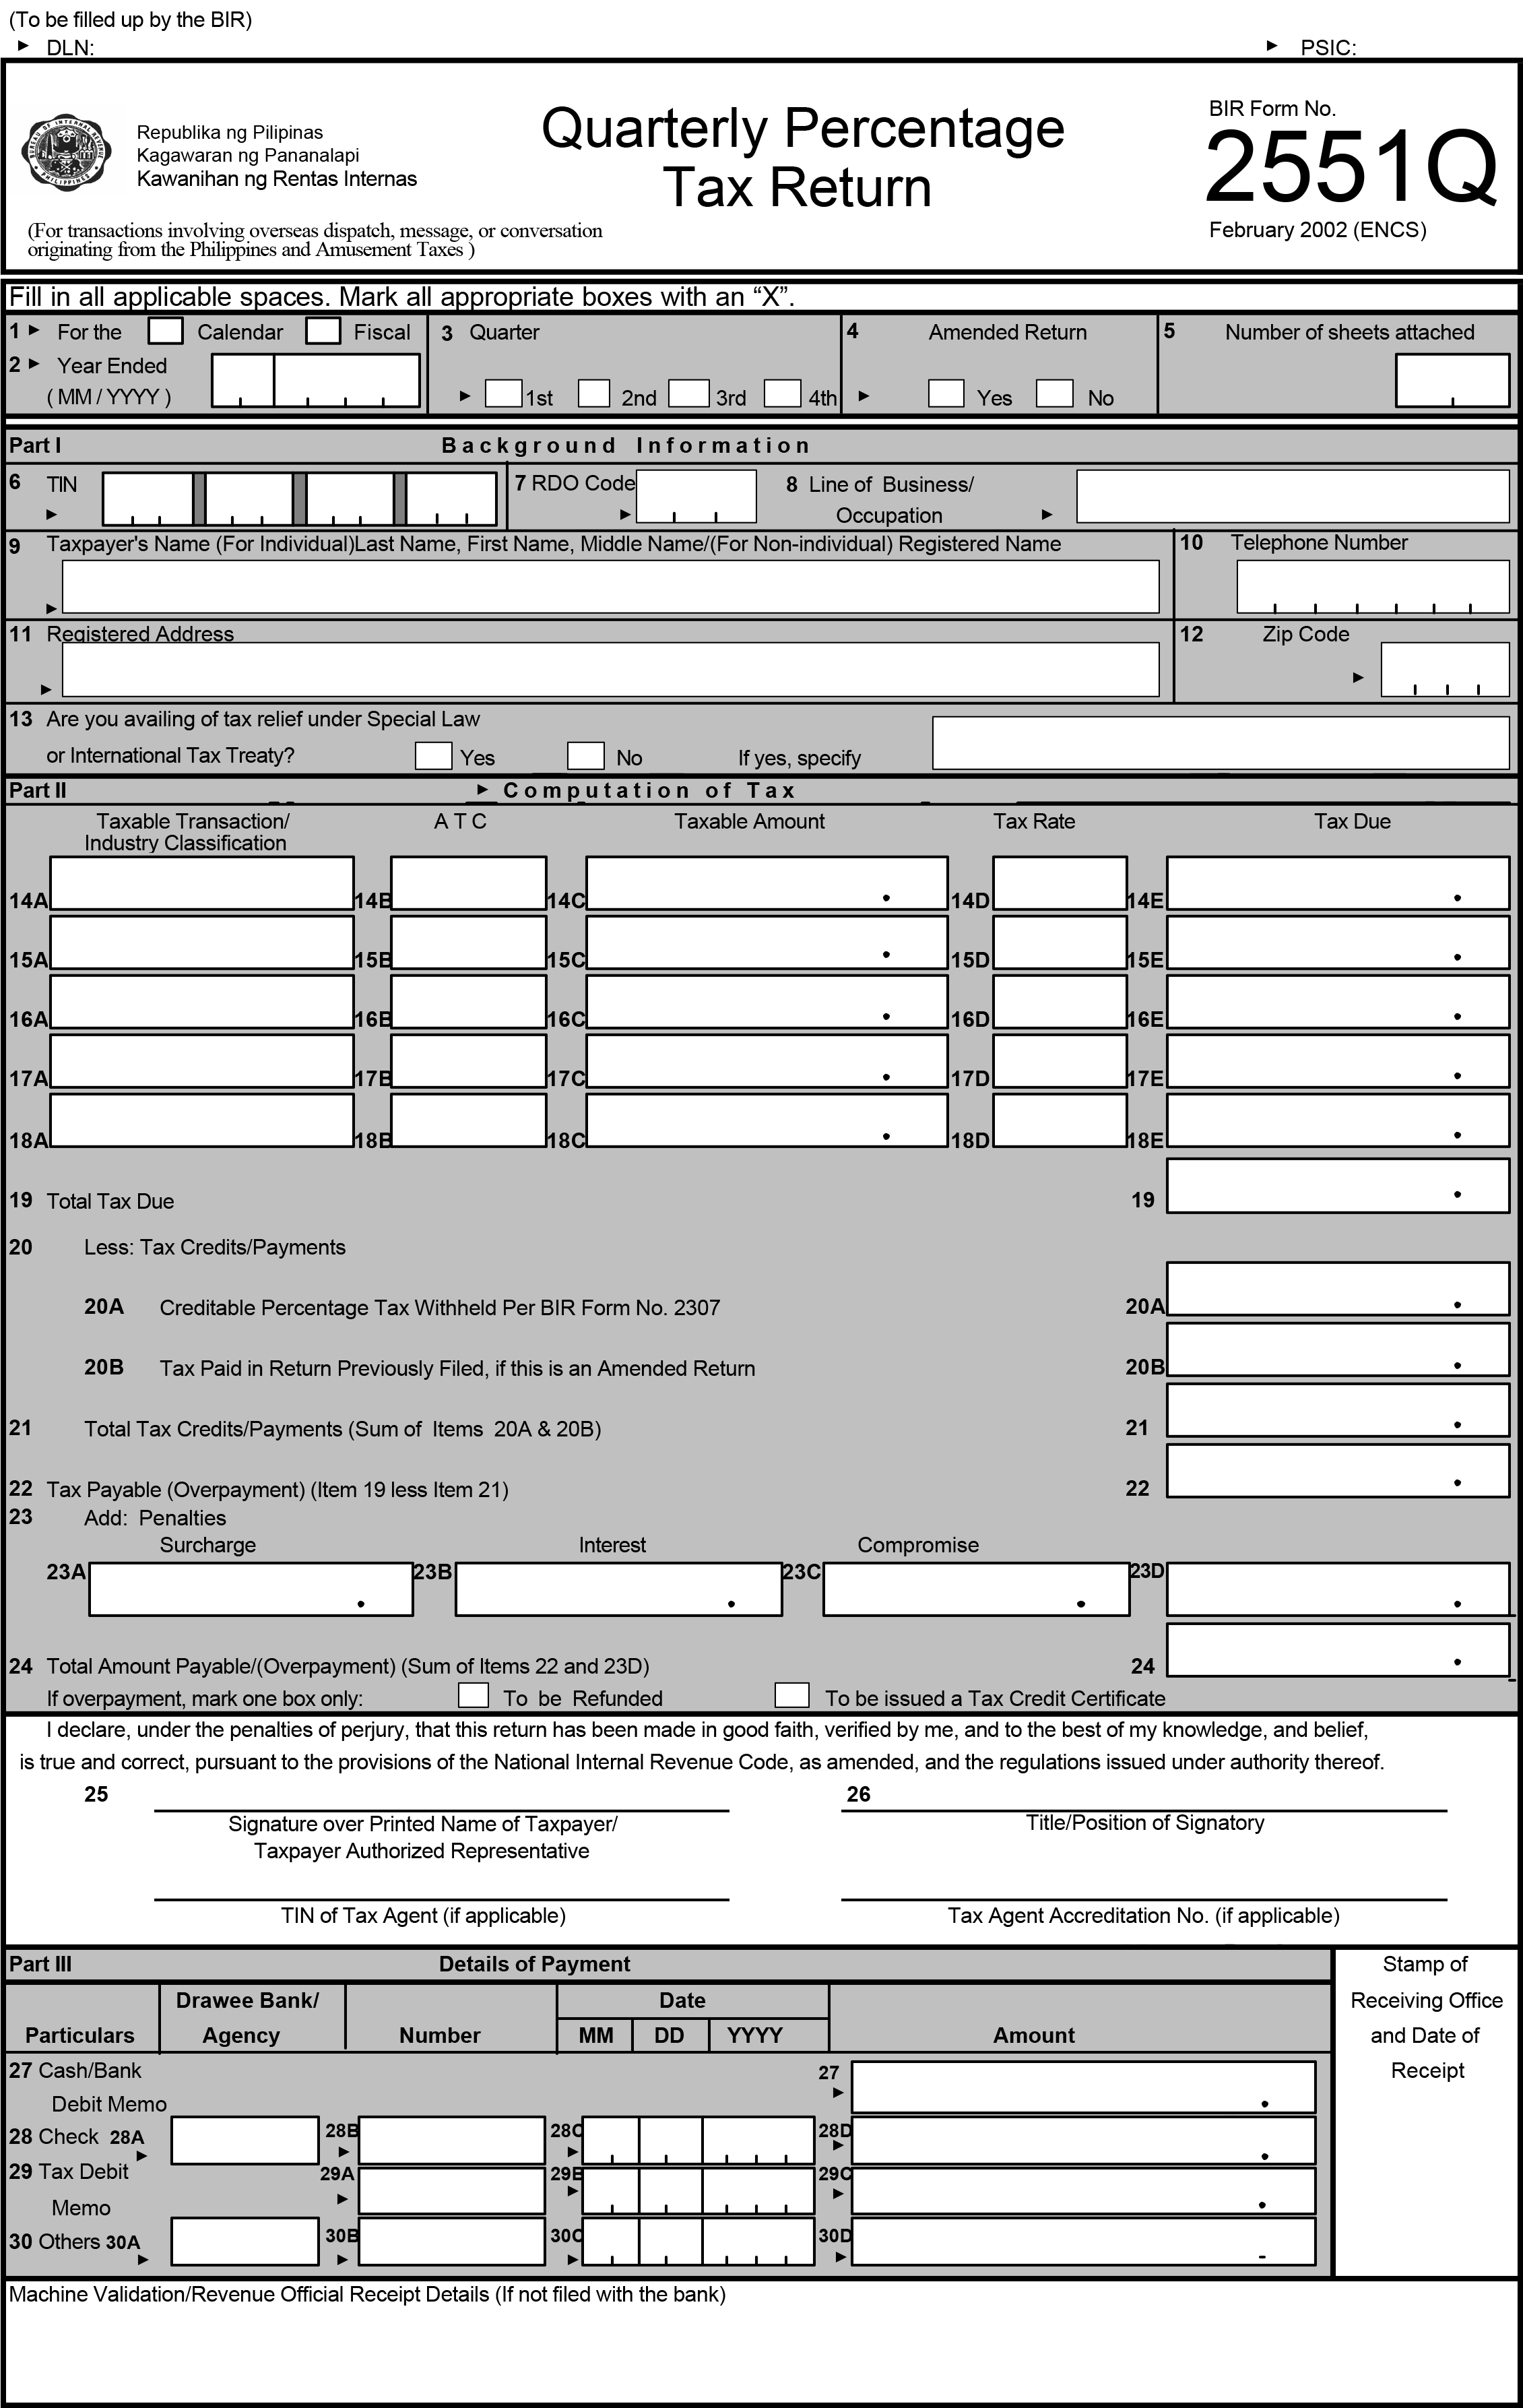 (To be filled up by the BIR)
DLN: PSIC:
Republika ng Pilipinas
Kagawaran ng Pananalapi
Kawanihan ng Rentas Internas
Quarterly Percentage
Tax Return
BIR Form No.
2551Q
February 2002 (ENCS)
(For transactions involving overseas dispatch, message, or conversation
originating from the Philippines and Amusement Taxes )
Fill in all applicable spaces. Mark all appropriate boxes with an “X”.
1 For the Calendar Fiscal
2 Year Ended
( MM / YYYY )
3 Quarter
1st 2nd 3rd 4th
4 Amended Return
Yes No
5 Number of sheets attached
Part I Background Information
6 TIN
7 RDO Code
8 Line of Business/
Occupation
9 Taxpayer's Name (For Individual)Last Name, First Name, Middle Name/(For Non-individual) Registered Name
10 Telephone Number
11 Registered Address
12 Zip Code
13 Are you availing of tax relief under Special Law
or International Tax Treaty? Yes No If yes, specify
Part II Computation of Tax
Taxable Transaction/
Industry Classification
A T C
Taxable Amount
Tax Rate
Tax Due
14A 14B 14C 14D 14E
15A 15B 15C 15D 15E
16A 16B 16C 16D 16E
17A 17B 17C 17D 17E
18A 18B 18C 18D 18E
19 Total Tax Due 19
20 Less: Tax Credits/Payments
20A Creditable Percentage Tax Withheld Per BIR Form No. 2307 20A
20B Tax Paid in Return Previously Filed, if this is an Amended Return 20B
21 Total Tax Credits/Payments (Sum of Items 20A & 20B) 21
22 Tax Payable (Overpayment) (Item 19 less Item 21) 22
23 Add: Penalties
Surcharge Interest Compromise
23A 23B 23C 23D
24 Total Amount Payable/(Overpayment) (Sum of Items 22 and 23D) 24
If overpayment, mark one box only: To be Refunded To be issued a Tax Credit Certificate
I declare, under the penalties of perjury, that this return has been made in good faith, verified by me, and to the best of my knowledge, and belief,
is true and correct, pursuant to the provisions of the National Internal Revenue Code, as amended, and the regulations issued under authority thereof.
25 26
Signature over Printed Name of Taxpayer/
Taxpayer Authorized Representative
Title/Position of Signatory
TIN of Tax Agent (if applicable) Tax Agent Accreditation No. (if applicable)
Part III Details of Payment
Stamp of
Receiving Office
and Date of
Receipt
Particulars
Drawee Bank/
Agency
Number
Date
MM DD YYYY
Amount
27 Cash/Bank 27
Debit Memo
28 Check 28A 28B 28C 28D
29 Tax Debit 29A 29B 29C
Memo
30 Others 30A 30B 30C 30D
Machine Validation/Revenue Official Receipt Details (If not filed with the bank)